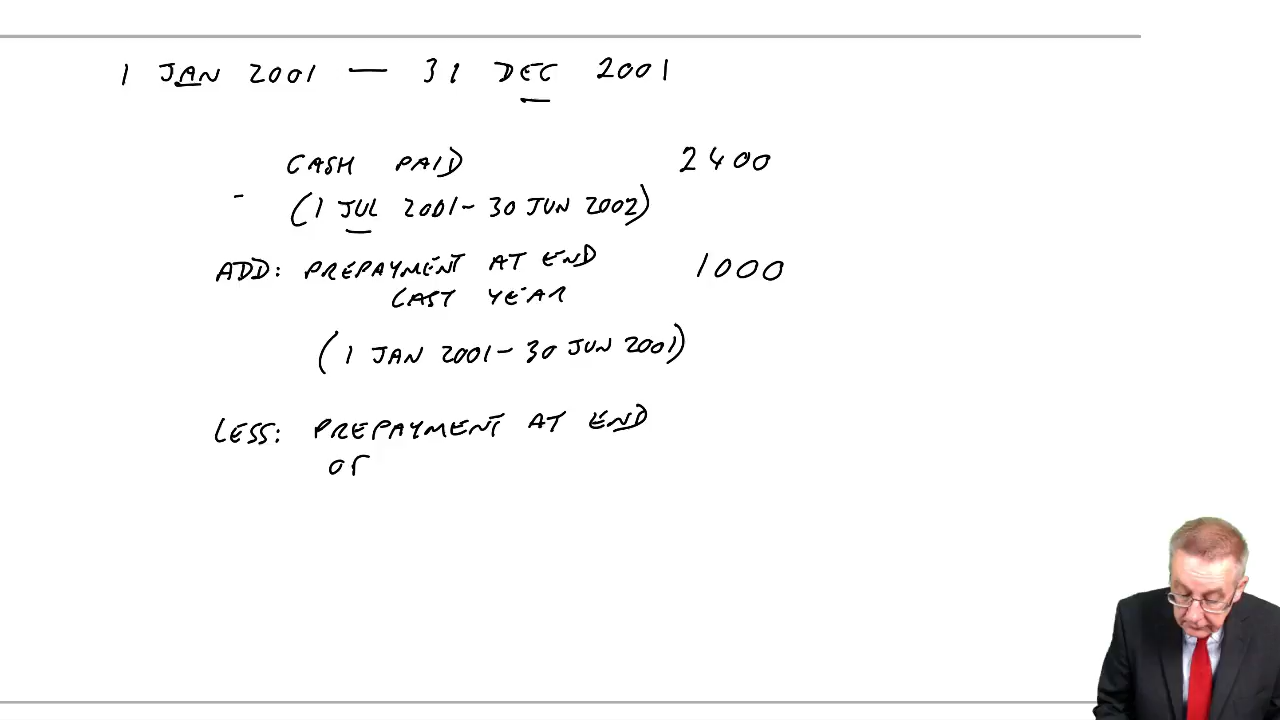 1 JAN 2001 — 31 DEC 2001
CASH PAID 2400
(1 JUL 2001 - 30 JUN 2002)
ADD: PREPAYMENT AT END 1000
LAST YEAR
(1 JAN 2001 - 30 JUN 2001)
LESS: PREPAYMENT AT END
OF